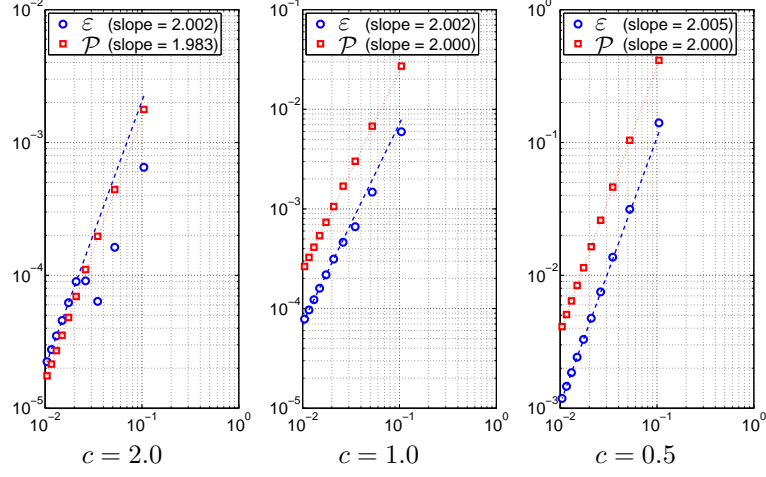 10^-2
ε (slope = 2.002)
P (slope = 1.983)
10^-3
10^-4
10^-5
10^-2 10^-1 10^0
c = 2.0
10^-1
ε (slope = 2.002)
P (slope = 2.000)
10^-2
10^-3
10^-4
10^-5
10^-2 10^-1 10^0
c = 1.0
10^0
ε (slope = 2.005)
P (slope = 2.000)
10^-1
10^-2
10^-3
10^-2 10^-1 10^0
c = 0.5